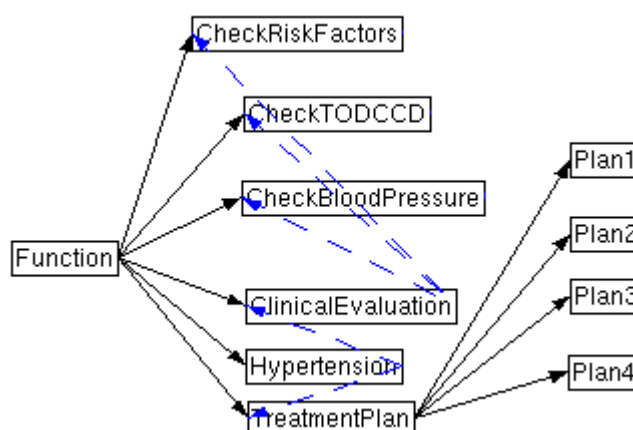 CheckRiskFactors
CheckTODCCD
Plan1
CheckBloodPressure
Plan2
Function
Plan3
ClinicalEvaluation
Hypertension
Plan4
TreatmentPlan